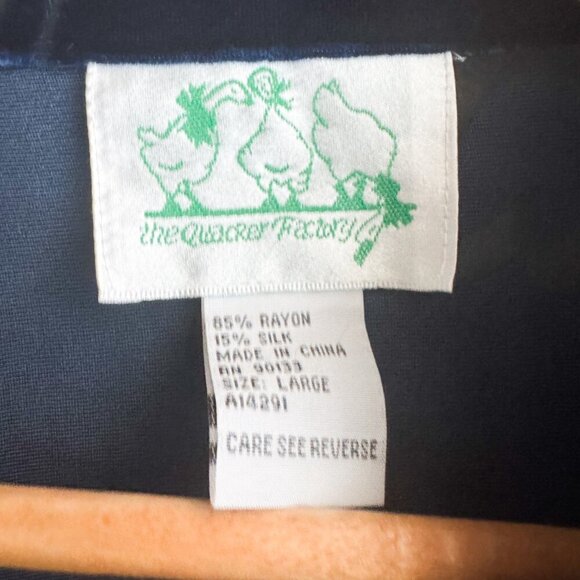 the Quacker Factory
85% RAYON
15% SILK
MADE IN CHINA
RN 90133
SIZE: LARGE
A14291
CARE SEE REVERSE